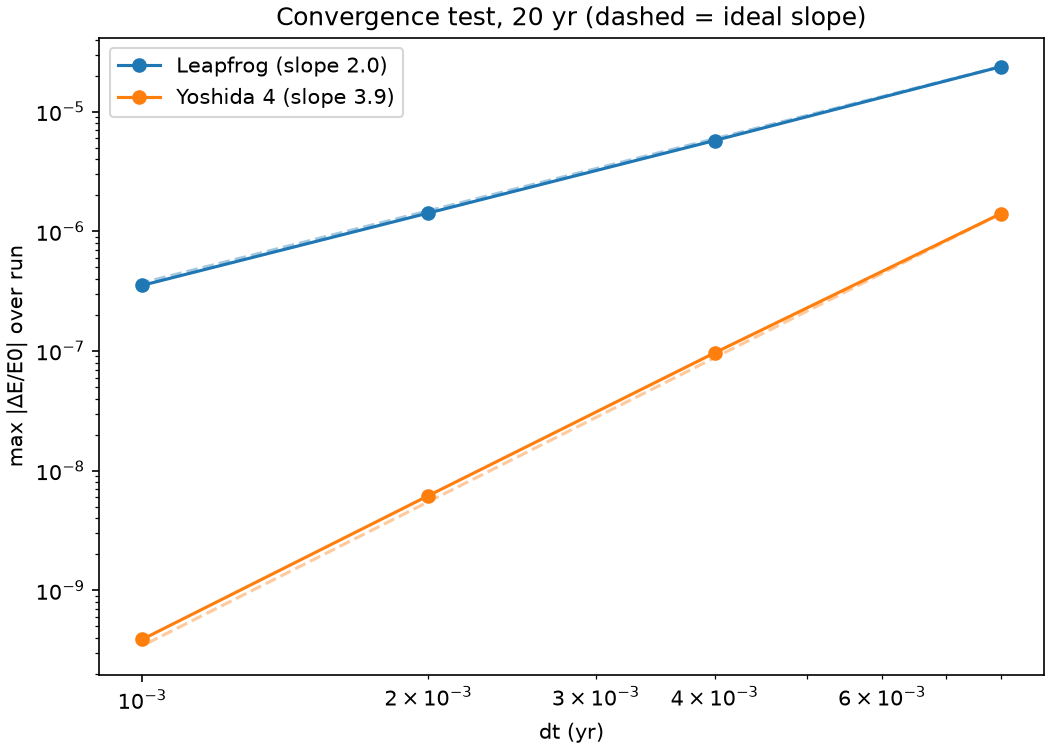 Convergence test, 20 yr (dashed = ideal slope)
Leapfrog (slope 2.0)
Yoshida 4 (slope 3.9)
max |ΔE/E0| over run
10⁻⁵
10⁻⁶
10⁻⁷
10⁻⁸
10⁻⁹
10⁻³
2 × 10⁻³
3 × 10⁻³
4 × 10⁻³
6 × 10⁻³
dt (yr)